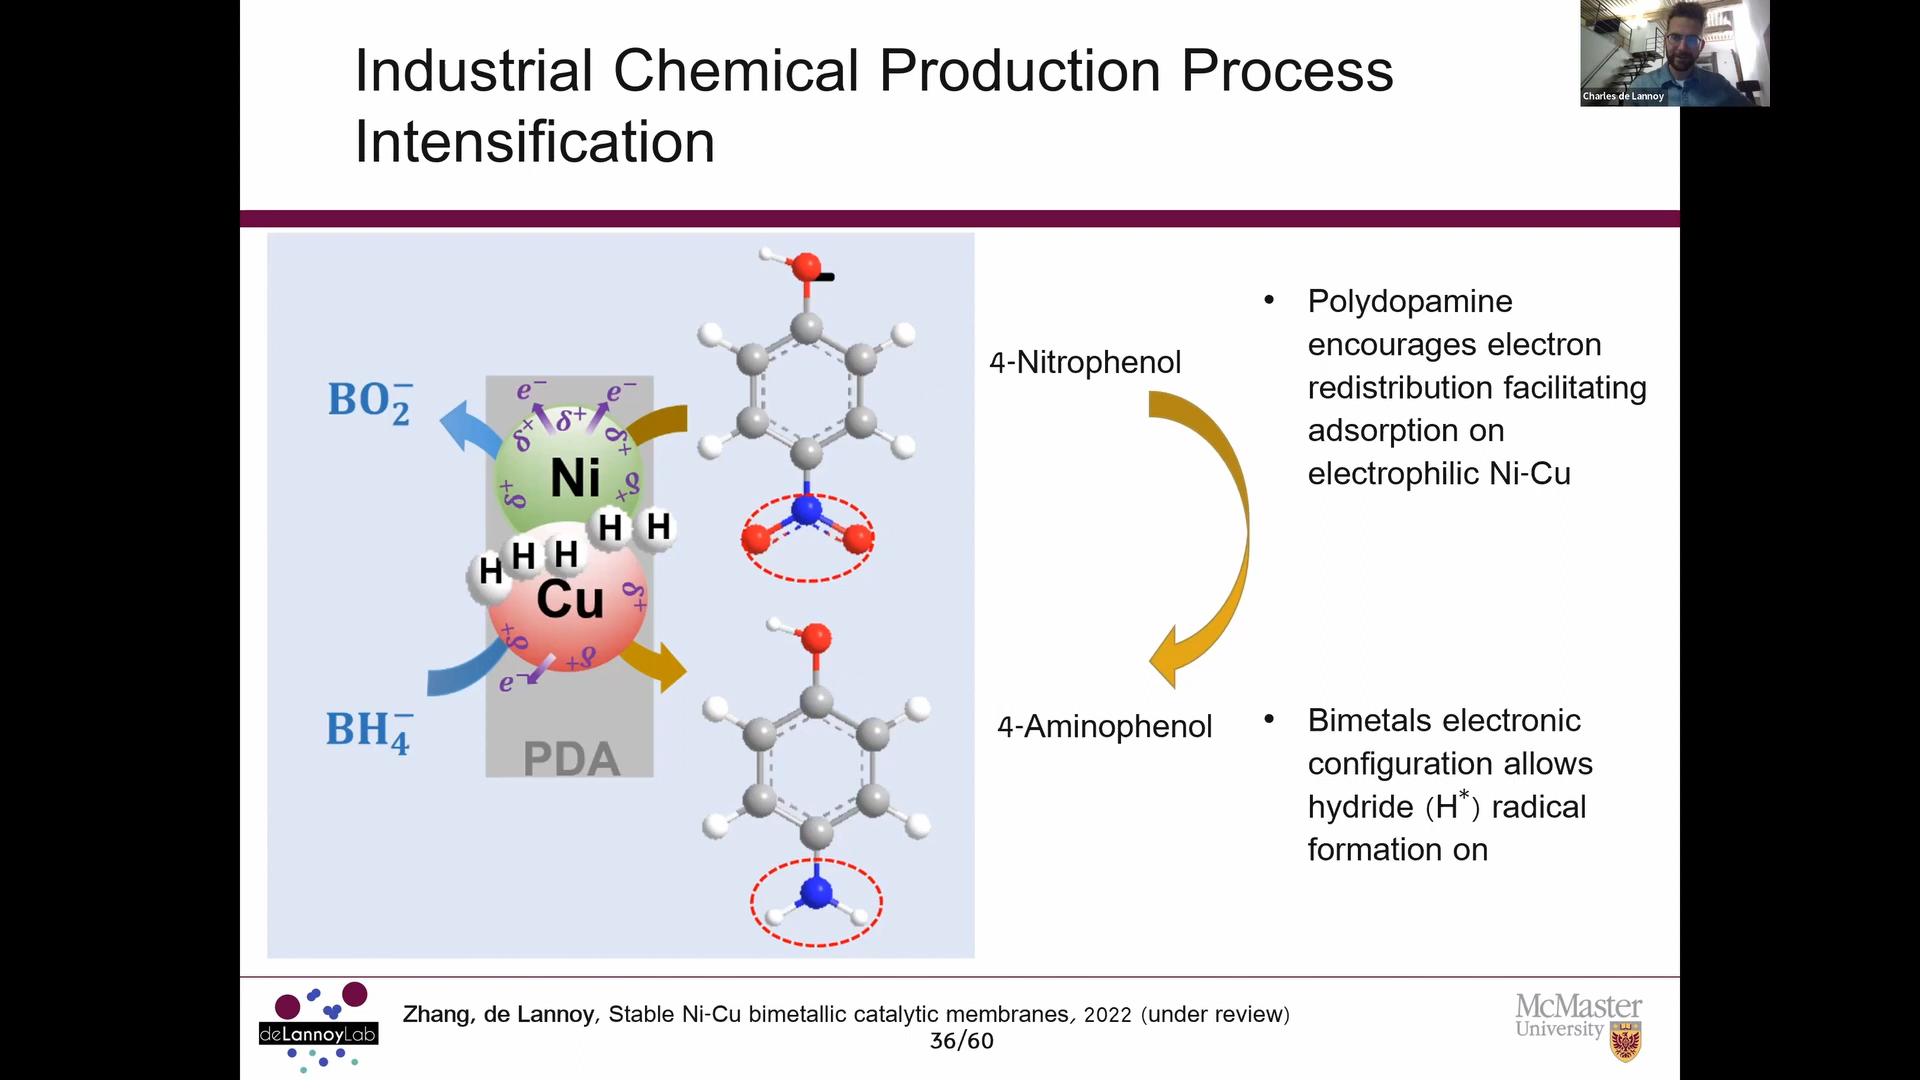 Industrial Chemical Production Process
Intensification
Charles de Lannoy
BO₂⁻
BH₄⁻
e⁻
e⁻
δ⁺
δ⁺
δ⁺
δ⁺
δ⁺
Ni
H
H
H
H
H
Cu
δ⁺
δ⁺
δ⁺
e⁻
PDA
4-Nitrophenol
4-Aminophenol
• Polydopamine
encourages electron
redistribution facilitating
adsorption on
electrophilic Ni-Cu
• Bimetals electronic
configuration allows
hydride (H*) radical
formation on
deLannoyLab
Zhang, de Lannoy, Stable Ni-Cu bimetallic catalytic membranes, 2022 (under review)
36/60
McMaster
University